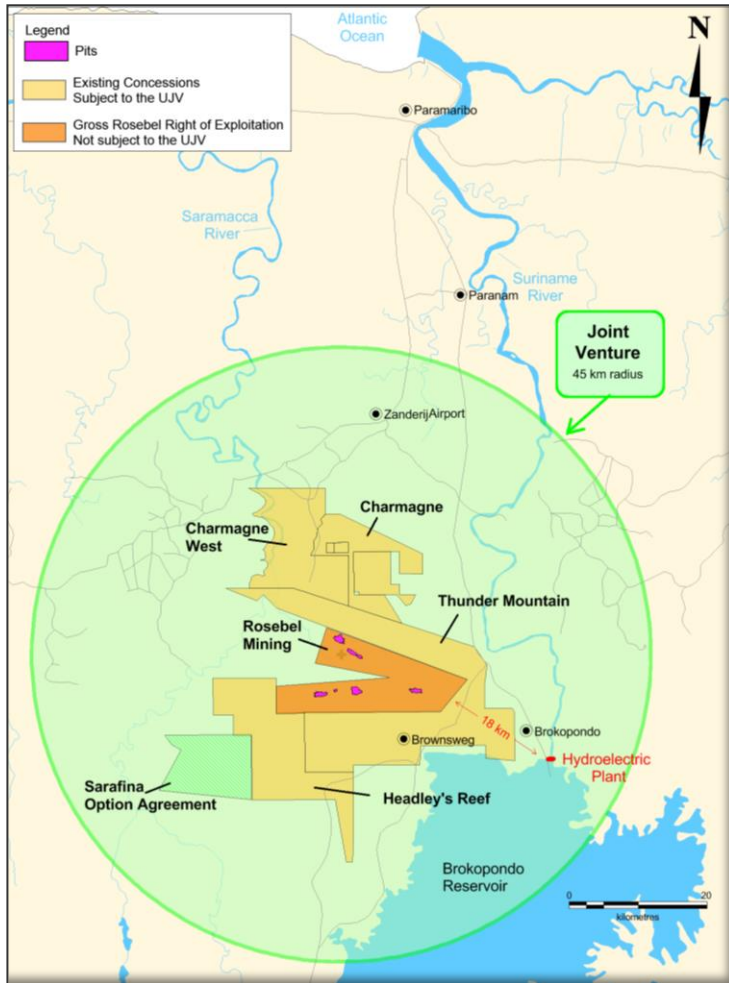 Legend
Pits
Existing Concessions
Subject to the UJV
Gross Rosebel Right of Exploitation
Not subject to the UJV
Atlantic
Ocean
N
Paramaribo
Saramacca
River
Suriname
River
Paranam
Joint
Venture
45 km radius
ZanderijAirport
Charmagne
Charmagne
West
Thunder Mountain
Rosebel
Mining
18 km
Brokopondo
Brownsweg
Hydroelectric
Plant
Sarafina
Option Agreement
Headley's Reef
Brokopondo
Reservoir
0 20
kilometres